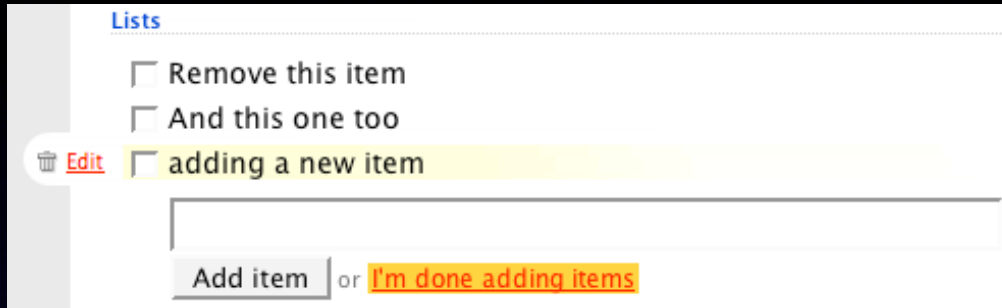 Lists
Remove this item
And this one too
Edit adding a new item
Add item or I'm done adding items